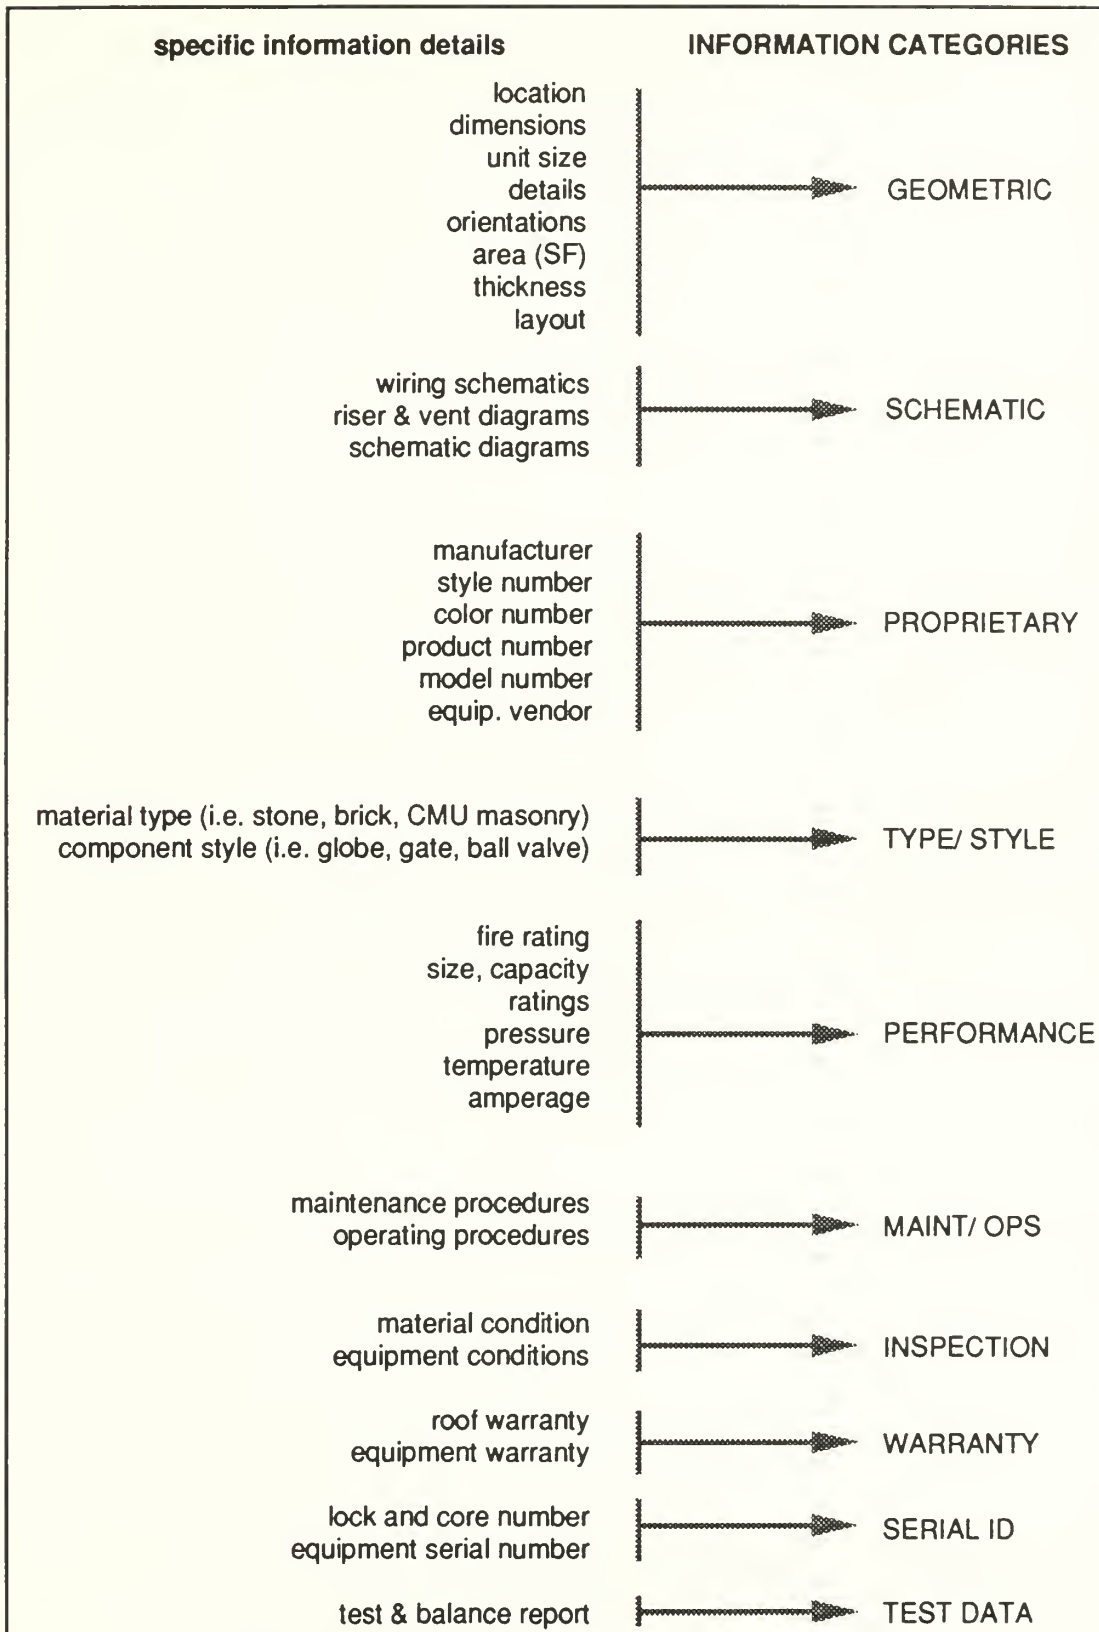 specific information details INFORMATION CATEGORIES
location
dimensions
unit size
details GEOMETRIC
orientations
area (SF)
thickness
layout
wiring schematics
riser & vent diagrams SCHEMATIC
schematic diagrams
manufacturer
style number
color number PROPRIETARY
product number
model number
equip. vendor
material type (i.e. stone, brick, CMU masonry) TYPE/ STYLE
component style (i.e. globe, gate, ball valve)
fire rating
size, capacity
ratings
pressure PERFORMANCE
temperature
amperage
maintenance procedures MAINT/ OPS
operating procedures
material condition INSPECTION
equipment conditions
roof warranty WARRANTY
equipment warranty
lock and core number SERIAL ID
equipment serial number
test & balance report TEST DATA